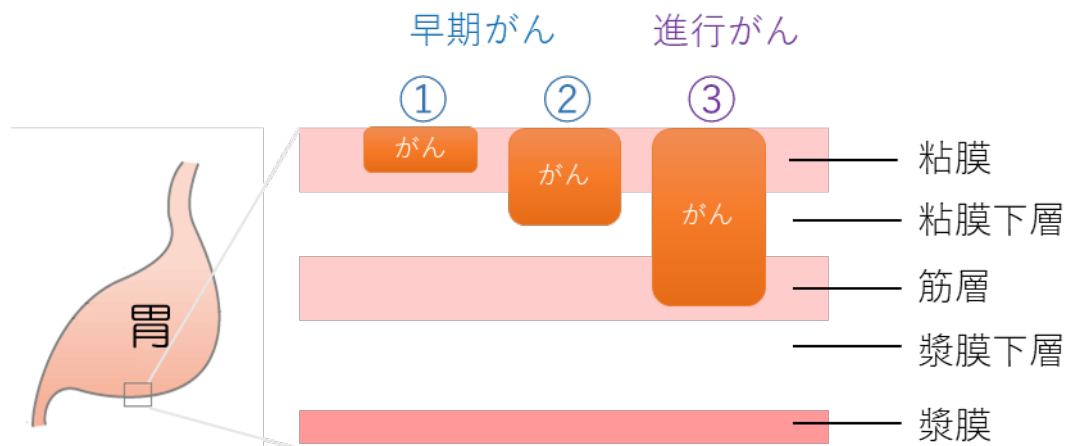 早期がん 進行がん
① ② ③
がん がん がん
粘膜
粘膜下層
筋層
漿膜下層
漿膜
胃